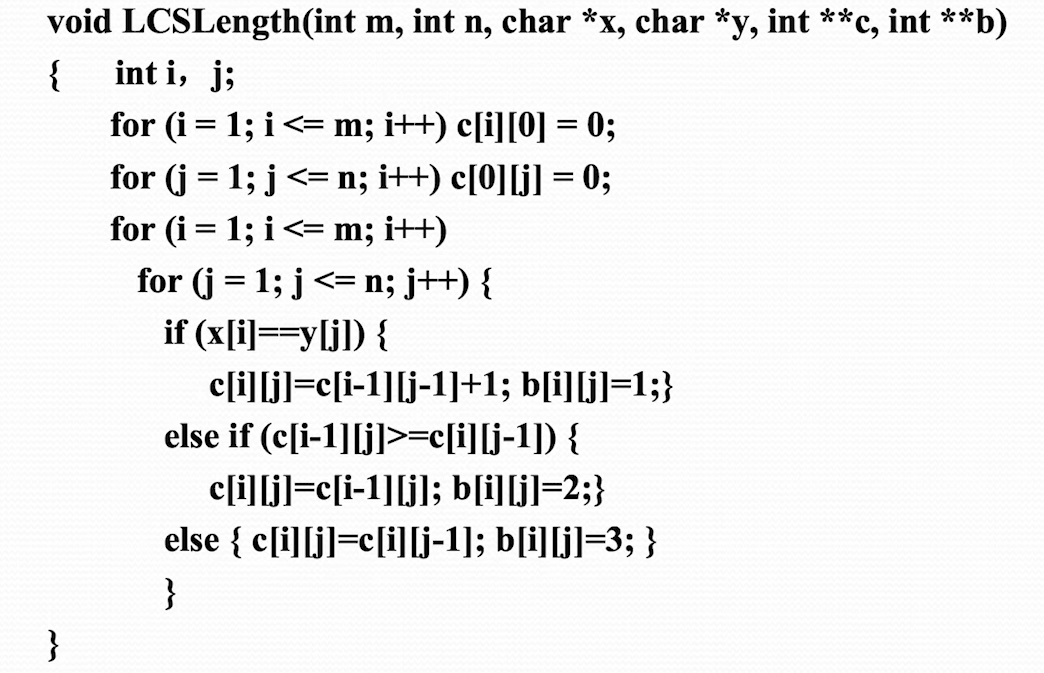 void LCSLength(int m, int n, char *x, char *y, int **c, int **b)
{ int i，j;
for (i = 1; i <= m; i++) c[i][0] = 0;
for (j = 1; j <= n; i++) c[0][j] = 0;
for (i = 1; i <= m; i++)
for (j = 1; j <= n; j++) {
if (x[i]==y[j]) {
c[i][j]=c[i-1][j-1]+1; b[i][j]=1;}
else if (c[i-1][j]>=c[i][j-1]) {
c[i][j]=c[i-1][j]; b[i][j]=2;}
else { c[i][j]=c[i][j-1]; b[i][j]=3; }
}
}